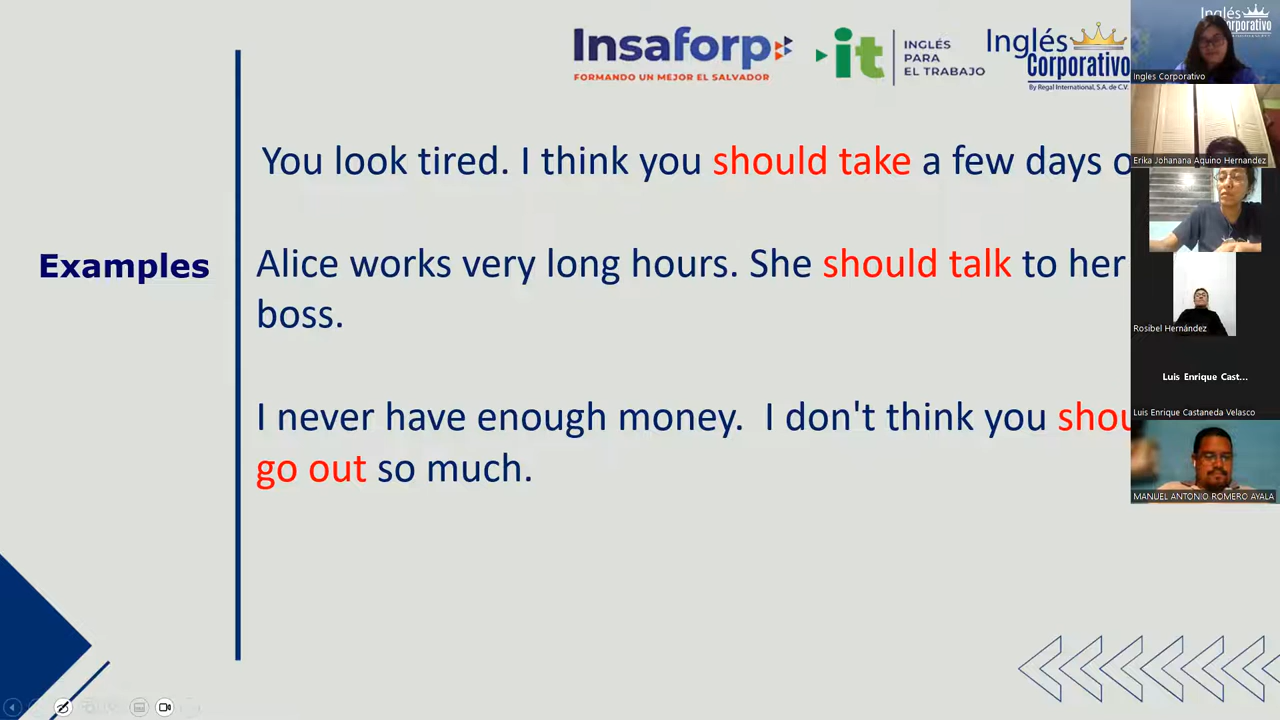 Insaforp
FORMANDO UN MEJOR EL SALVADOR
it
INGLÉS
PARA
EL TRABAJO
Inglés
Corporativo
By Regal International, S.A. de C.V.
Inglés
Corporativo
Ingles Corporativo
Erika Johanana Aquino Hernandez
Rosibel Hernández
Luis Enrique Cast...
Luis Enrique Castaneda Velasco
MANUEL ANTONIO ROMERO AYALA
Examples
You look tired. I think you should take a few days
Alice works very long hours. She should talk to her
boss.
I never have enough money. I don't think you shou
go out so much.